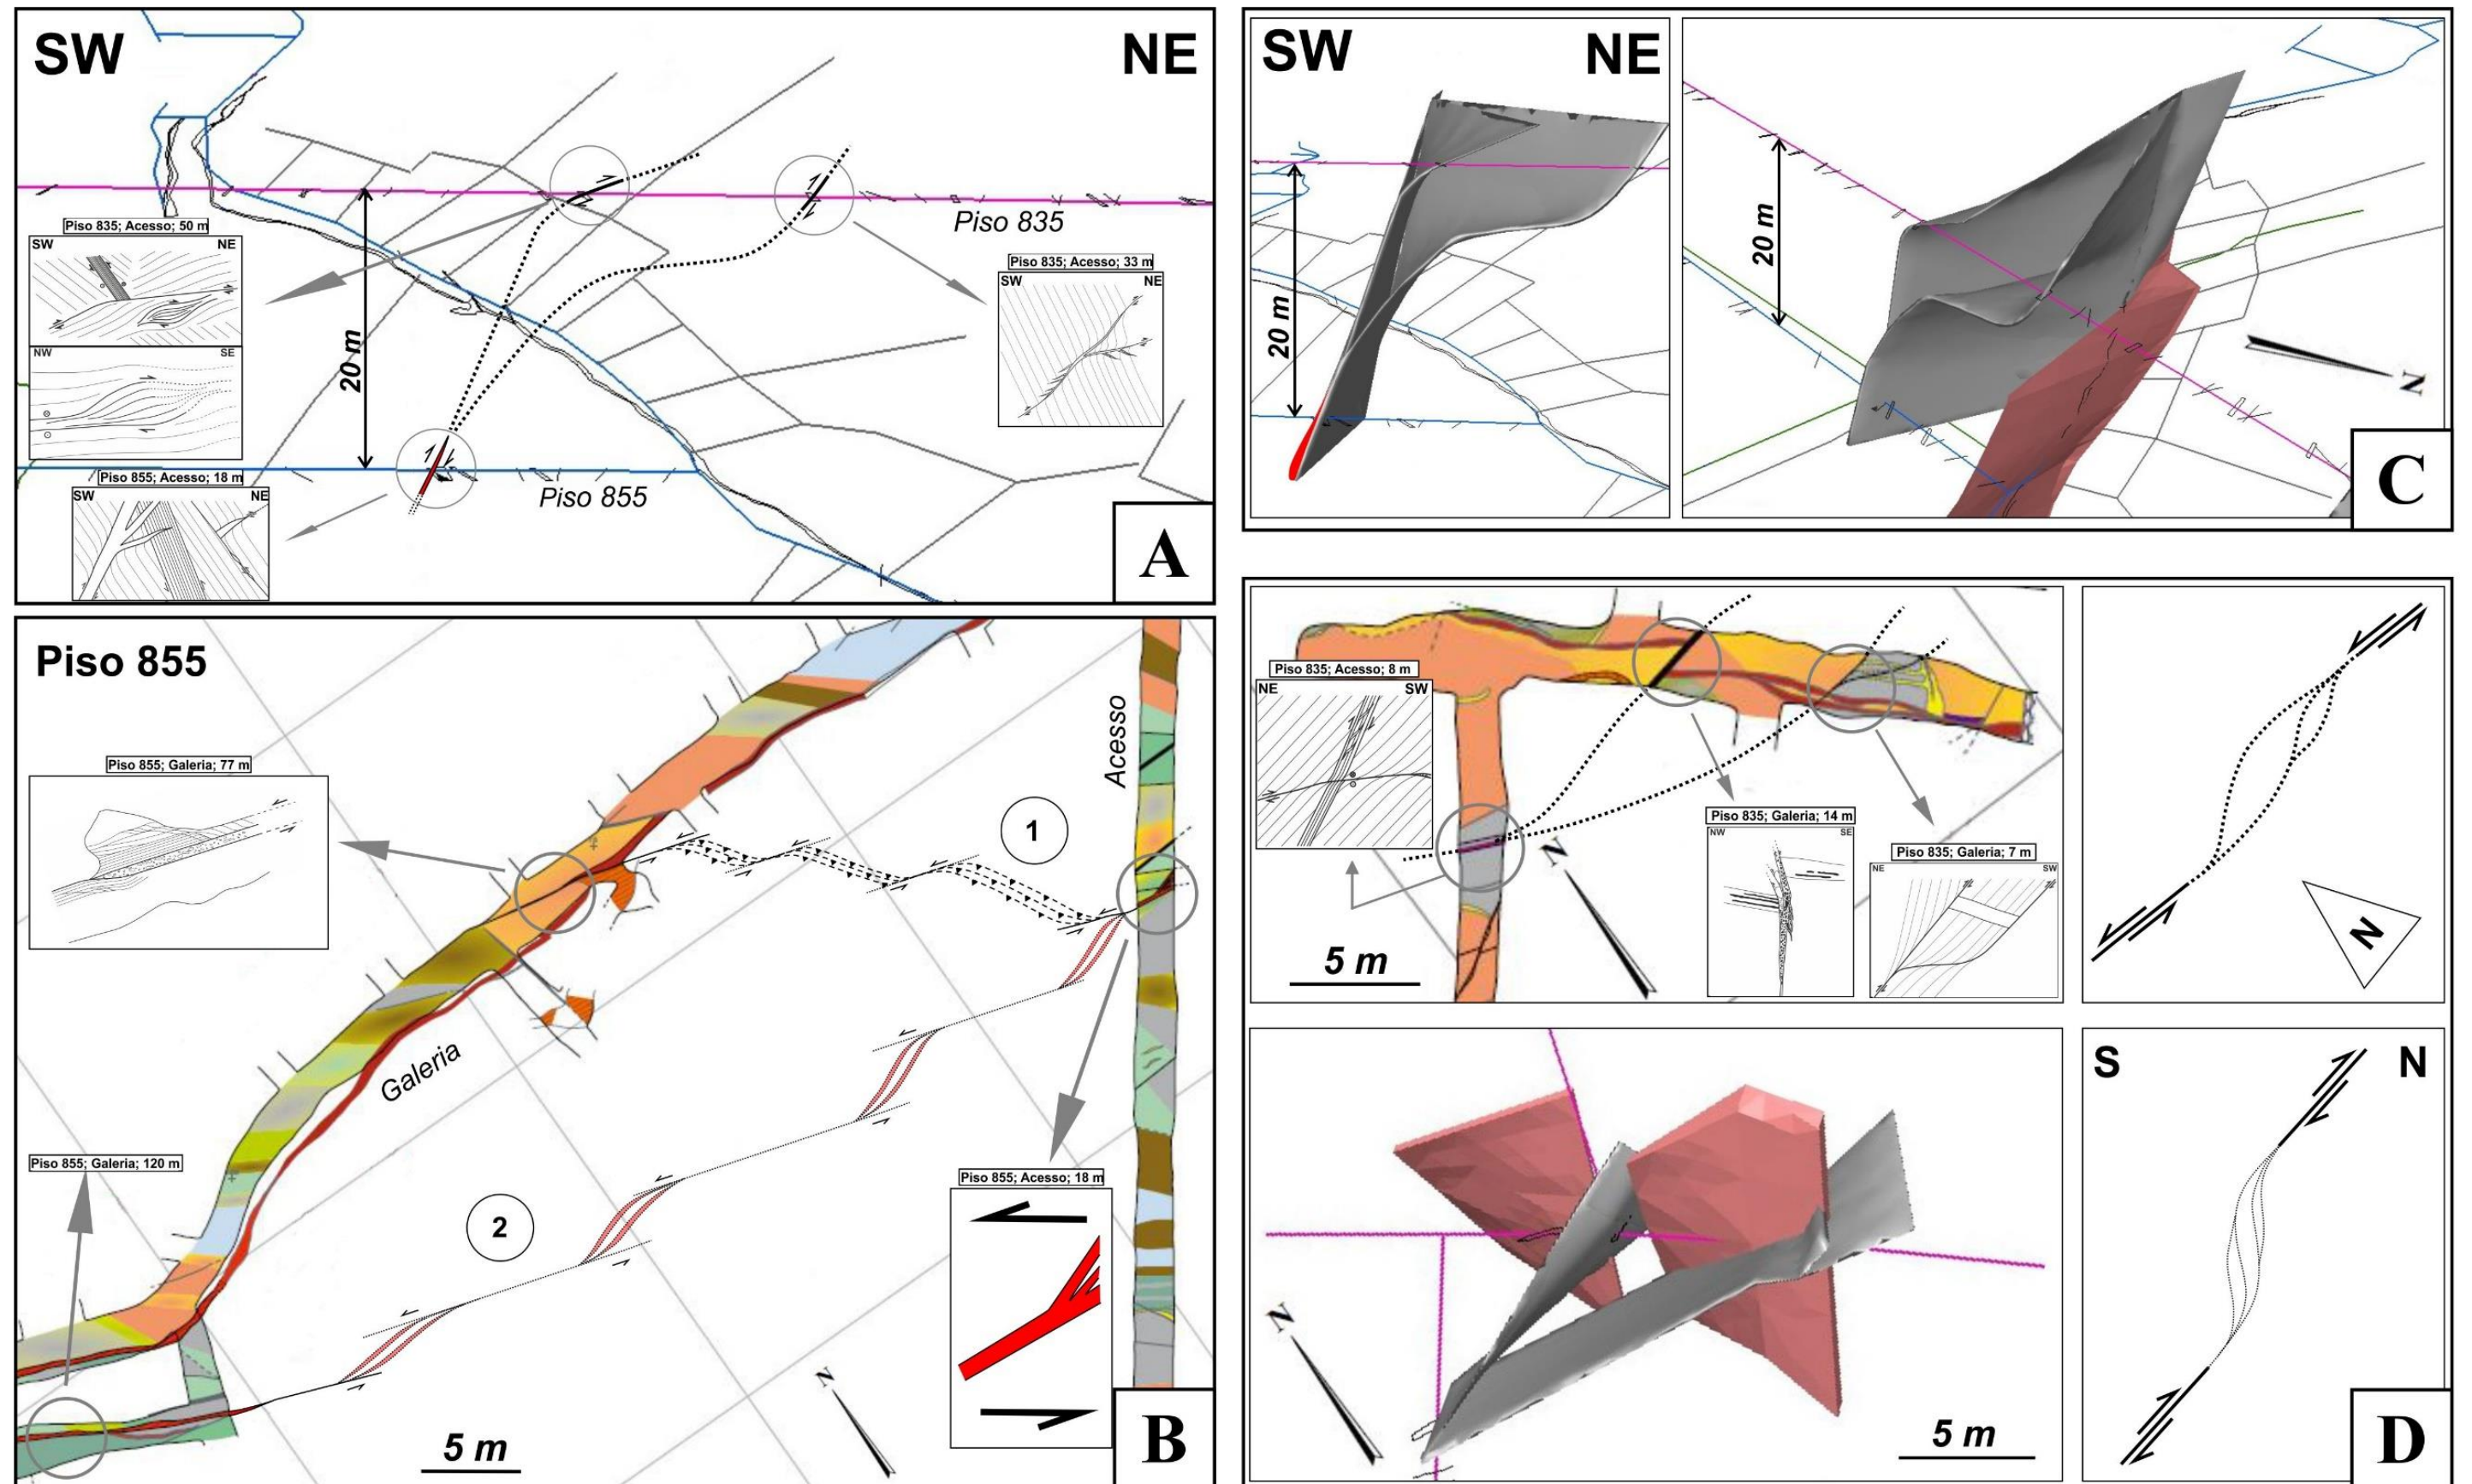 SW
NE
Piso 835
Piso 835; Acesso; 50 m
SW
NE
NW
SE
Piso 835; Acesso; 33 m
SW
NE
20 m
Piso 855; Acesso; 18 m
SW
NE
Piso 855
A
Piso 855
Acesso
Piso 855; Galeria; 77 m
1
Galeria
Piso 855; Galeria; 120 m
2
Piso 855; Acesso; 18 m
N
5 m
B
SW
NE
20 m
20 m
N
C
Piso 835; Acesso; 8 m
NE
SW
Piso 835; Galeria; 14 m
NW
SE
Piso 835; Galeria; 7 m
NE
SW
N
5 m
N
S
N
N
5 m
D